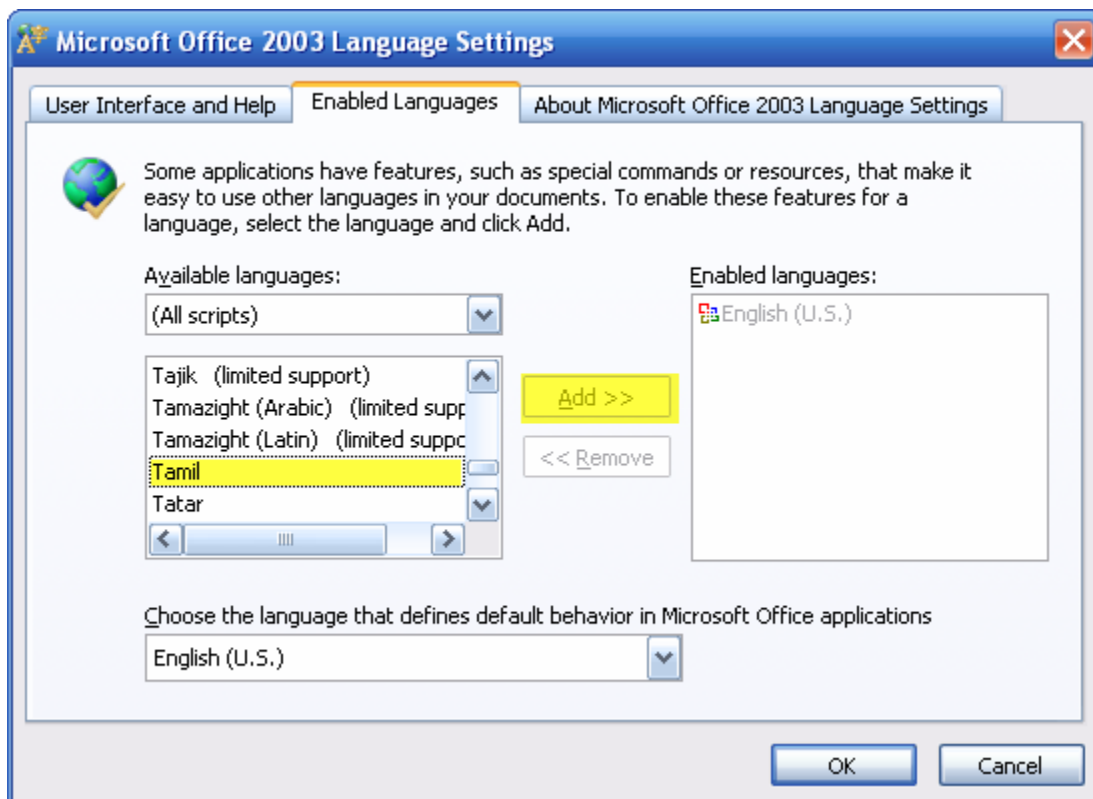 Microsoft Office 2003 Language Settings
User Interface and Help
Enabled Languages
About Microsoft Office 2003 Language Settings
Some applications have features, such as special commands or resources, that make it
easy to use other languages in your documents. To enable these features for a
language, select the language and click Add.
Available languages:
(All scripts)
Tajik (limited support)
Tamazight (Arabic) (limited supp
Tamazight (Latin) (limited suppo
Tamil
Tatar
Add >>
<< Remove
Enabled languages:
English (U.S.)
Choose the language that defines default behavior in Microsoft Office applications
English (U.S.)
OK
Cancel